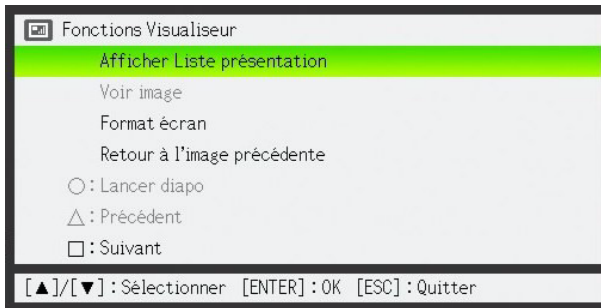 Fonctions Visualiseur
Afficher Liste présentation
Voir image
Format écran
Retour à l'image précédente
○: Lancer diapo
△: Précédent
□: Suivant
[▲]/[▼]: Sélectionner [ENTER]: OK [ESC]: Quitter